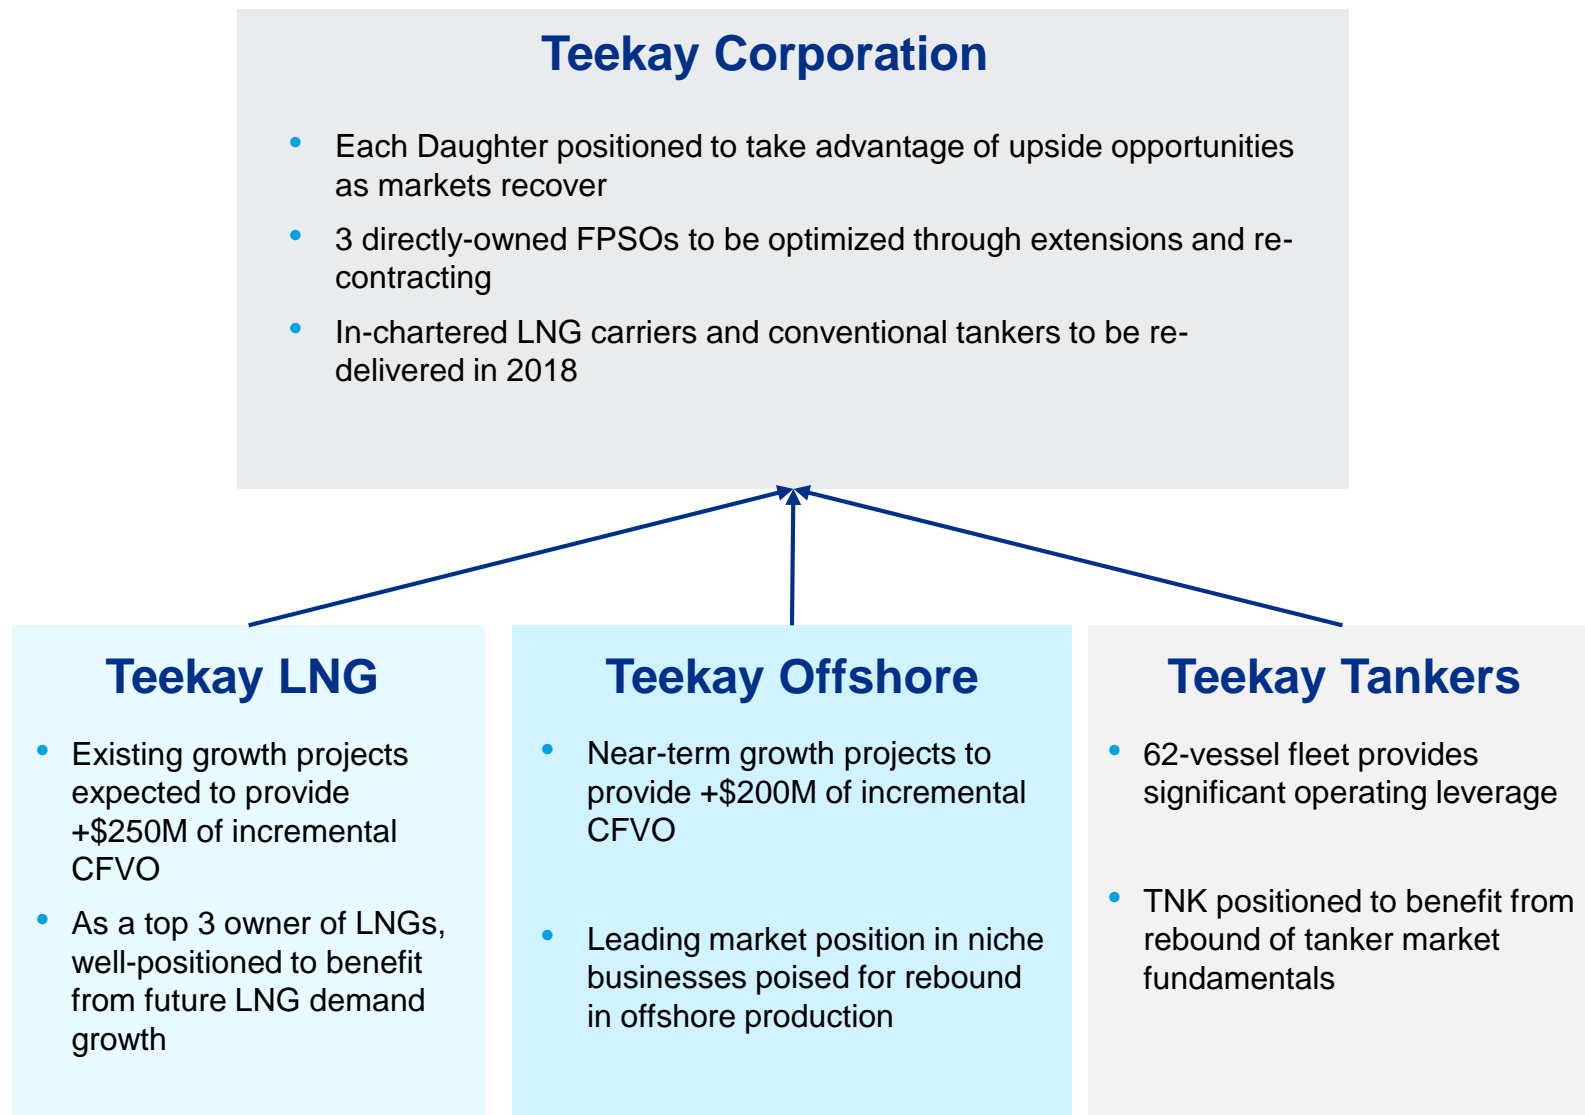 Teekay Corporation
• Each Daughter positioned to take advantage of upside opportunities
as markets recover
• 3 directly-owned FPSOs to be optimized through extensions and re-
contracting
• In-chartered LNG carriers and conventional tankers to be re-
delivered in 2018
Teekay LNG
• Existing growth projects
expected to provide
+$250M of incremental
CFVO
• As a top 3 owner of LNGs,
well-positioned to benefit
from future LNG demand
growth
Teekay Offshore
• Near-term growth projects to
provide +$200M of incremental
CFVO
• Leading market position in niche
businesses poised for rebound
in offshore production
Teekay Tankers
• 62-vessel fleet provides
significant operating leverage
• TNK positioned to benefit from
rebound of tanker market
fundamentals